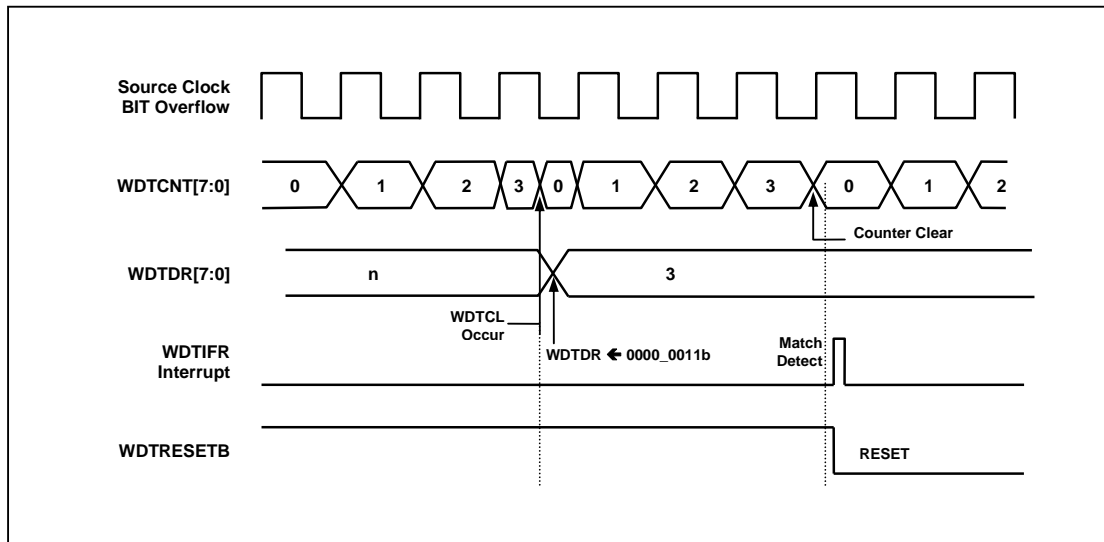 Source Clock
BIT Overflow
WDTCNT[7:0]
0 1 2 3 0 1 2 3 0 1 2
Counter Clear
WDTDR[7:0]
n 3
WDTCL
Occur
WDTDR 🡸 0000_0011b
WDTIFR
Interrupt
Match
Detect
WDTRESETB
RESET